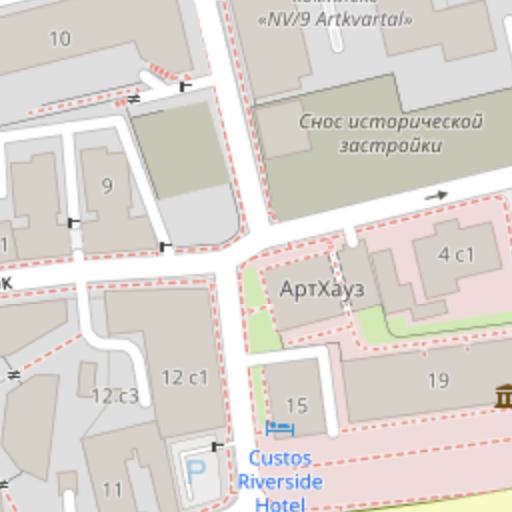 «NV/9 Artkvartal»
10
Снос исторической
застройки
9
1
4 с1
к
АртХауз
12 с1
12 с3
19
15
P
11
Custos
Riverside
Hotel